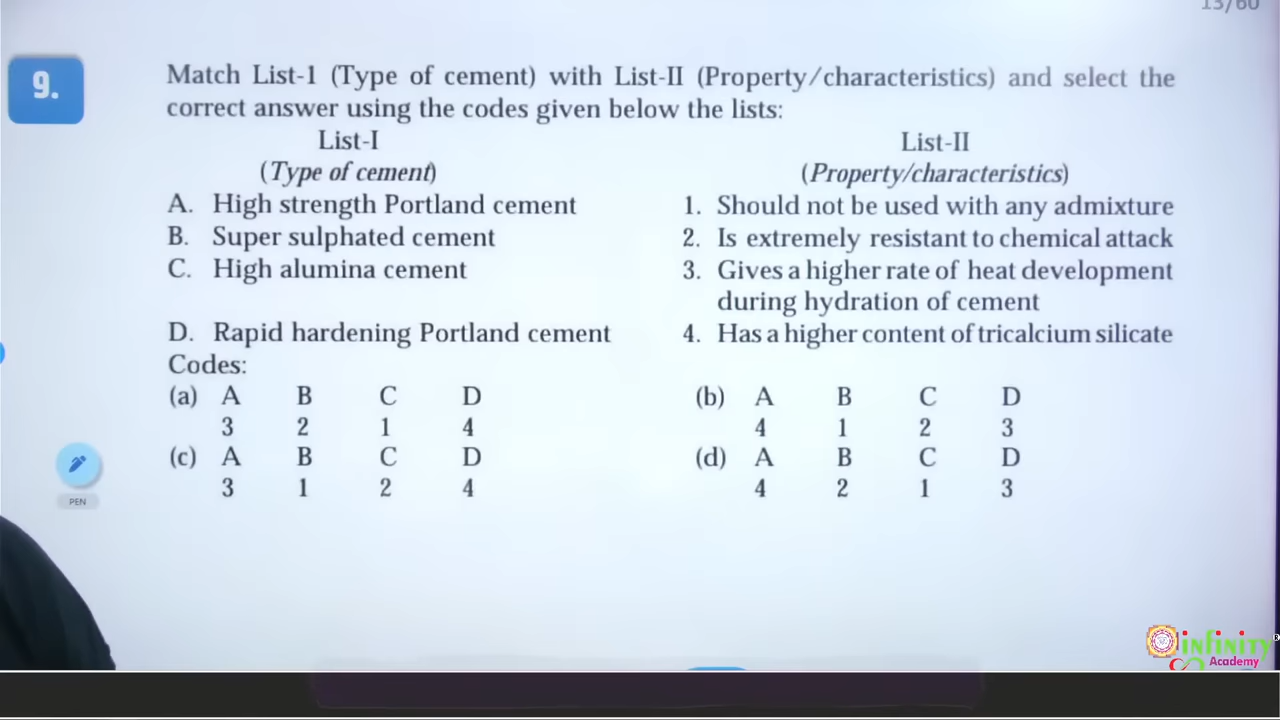 13/60
9.
Match List-1 (Type of cement) with List-II (Property/characteristics) and select the
correct answer using the codes given below the lists:
List-I List-II
(Type of cement) (Property/characteristics)
A. High strength Portland cement 1. Should not be used with any admixture
B. Super sulphated cement 2. Is extremely resistant to chemical attack
C. High alumina cement 3. Gives a higher rate of heat development
during hydration of cement
D. Rapid hardening Portland cement 4. Has a higher content of tricalcium silicate
Codes:
(a) A B C D (b) A B C D
3 2 1 4 4 1 2 3
(c) A B C D (d) A B C D
3 1 2 4 4 2 1 3
PEN
infinity®
Academy